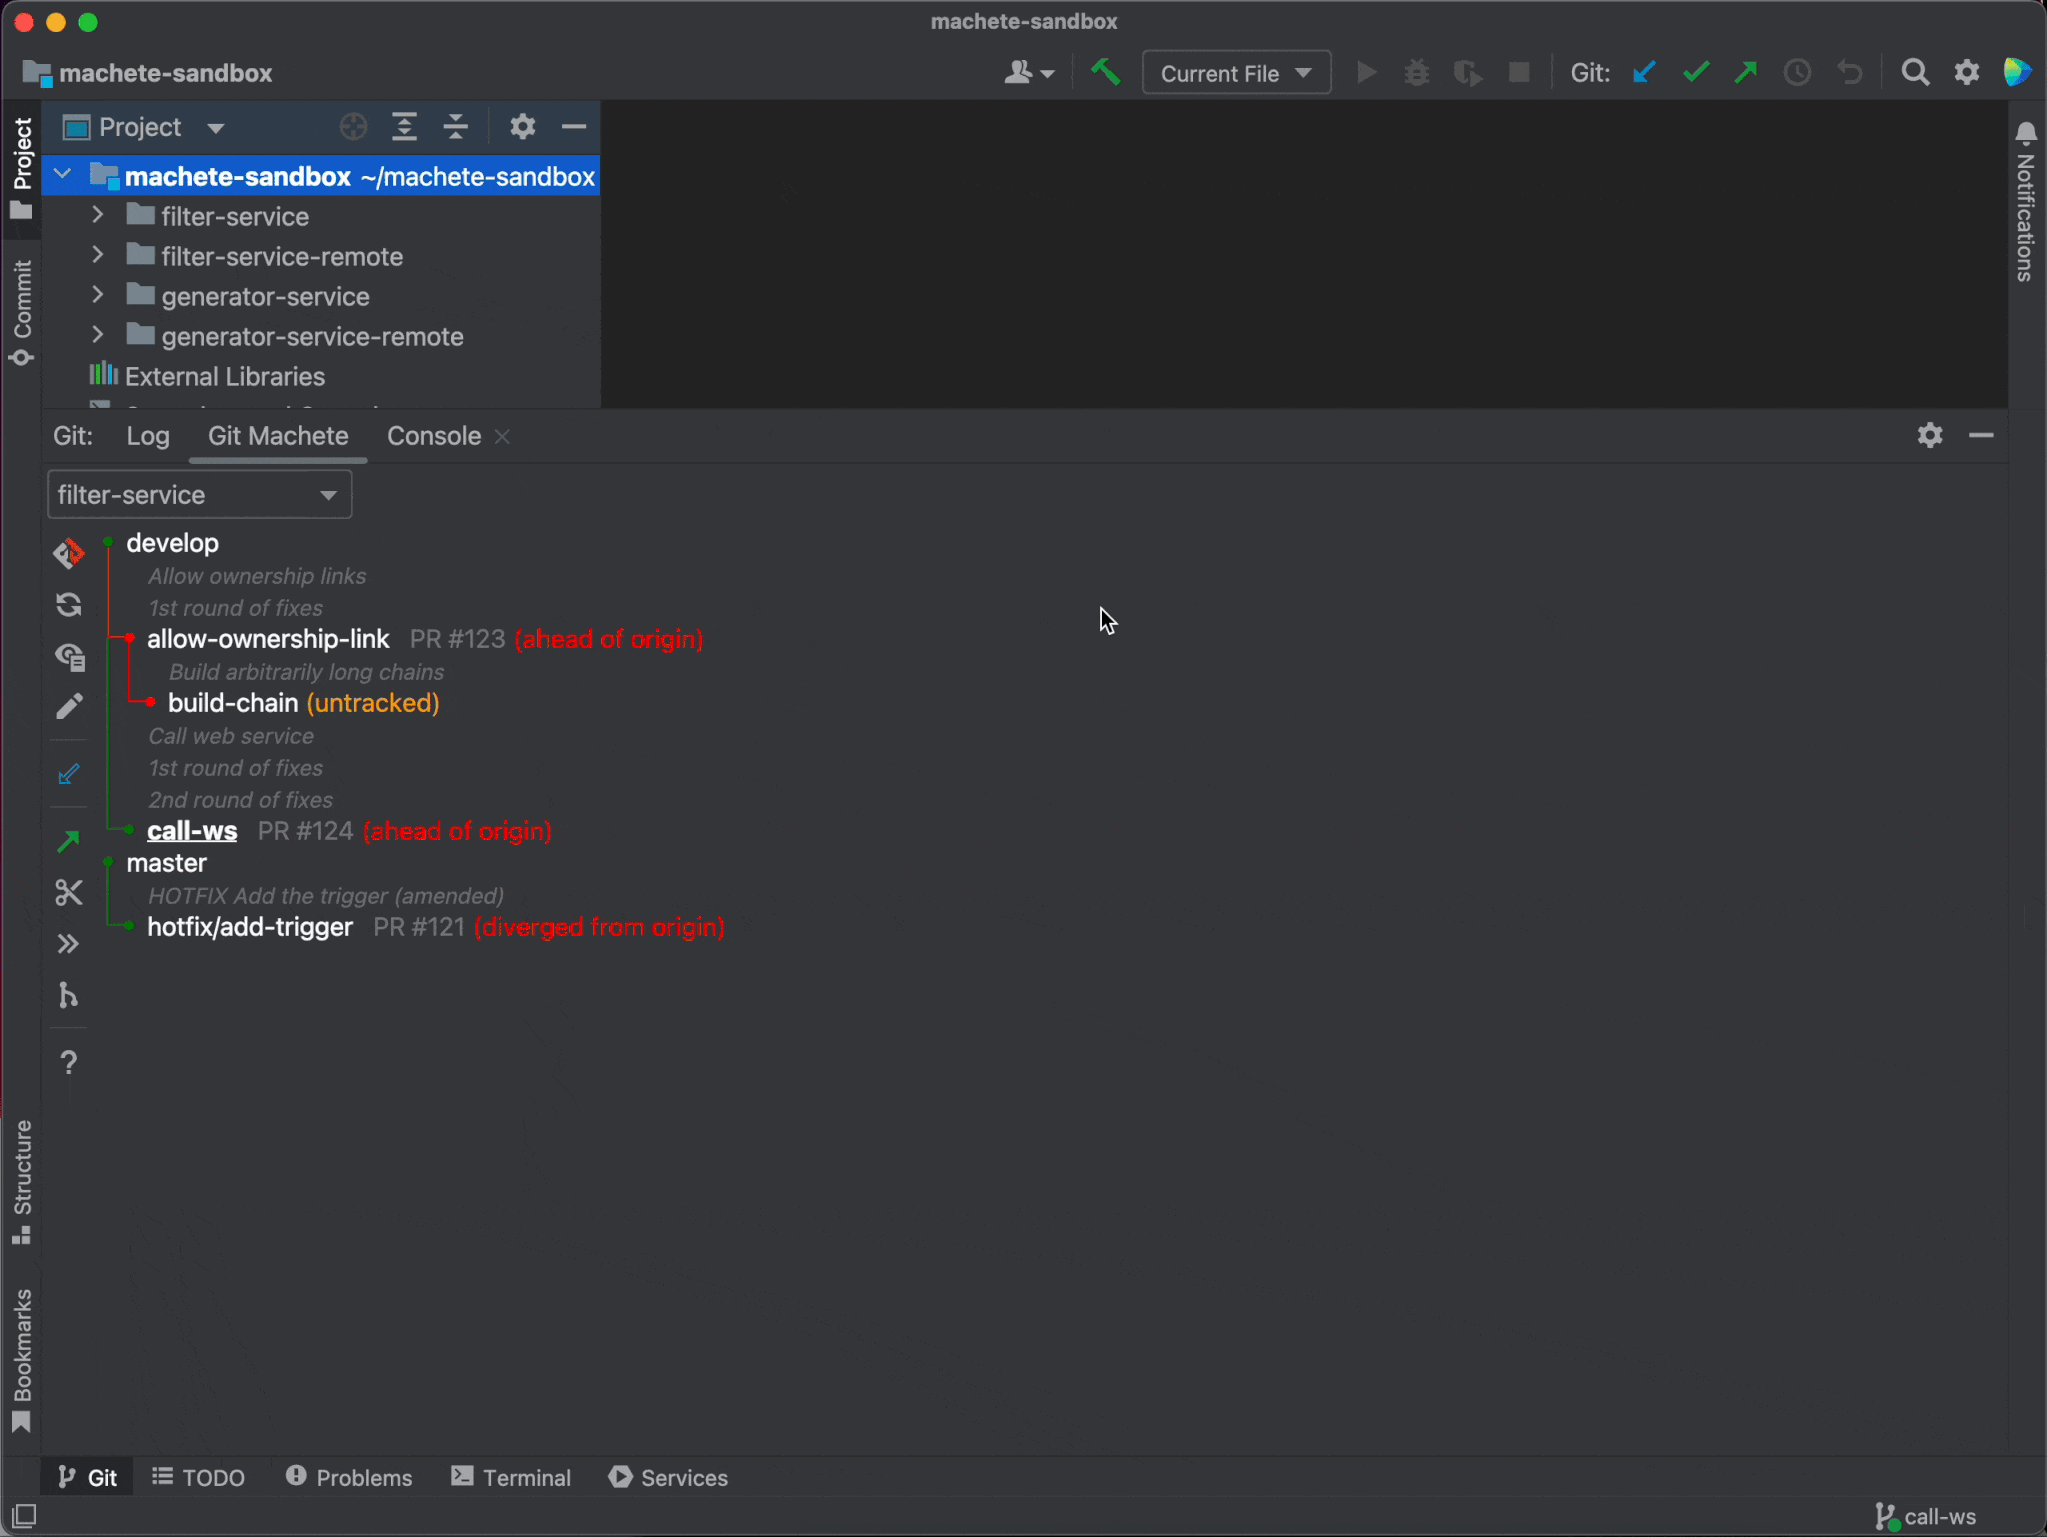 machete-sandbox
machete-sandbox
Current File
Git:
Project
Project
Commit
Notifications
machete-sandbox ~/machete-sandbox
filter-service
filter-service-remote
generator-service
generator-service-remote
External Libraries
Git:
Log
Git Machete
Console
filter-service
develop
Allow ownership links
1st round of fixes
allow-ownership-link PR #123 (ahead of origin)
Build arbitrarily long chains
build-chain (untracked)
Call web service
1st round of fixes
2nd round of fixes
call-ws PR #124 (ahead of origin)
master
HOTFIX Add the trigger (amended)
hotfix/add-trigger PR #121 (diverged from origin)
?
Structure
Bookmarks
Git
TODO
Problems
Terminal
Services
call-ws